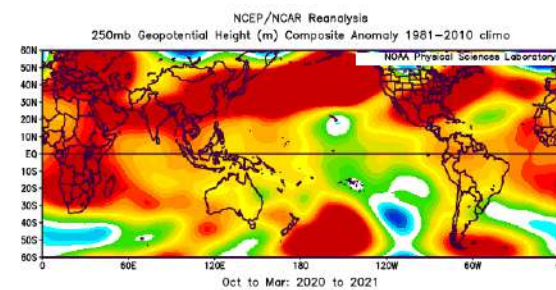 NCEP/NCAR Reanalysis
250mb Geopotential Height (m) Composite Anomaly 1981–2010 climo
NOAA Physical Sciences Laboratory
60N
50N
40N
30N
20N
10N
EQ
10S
20S
30S
40S
50S
60S
0 60E 120E 180 120W 60W
Oct to Mar: 2020 to 2021